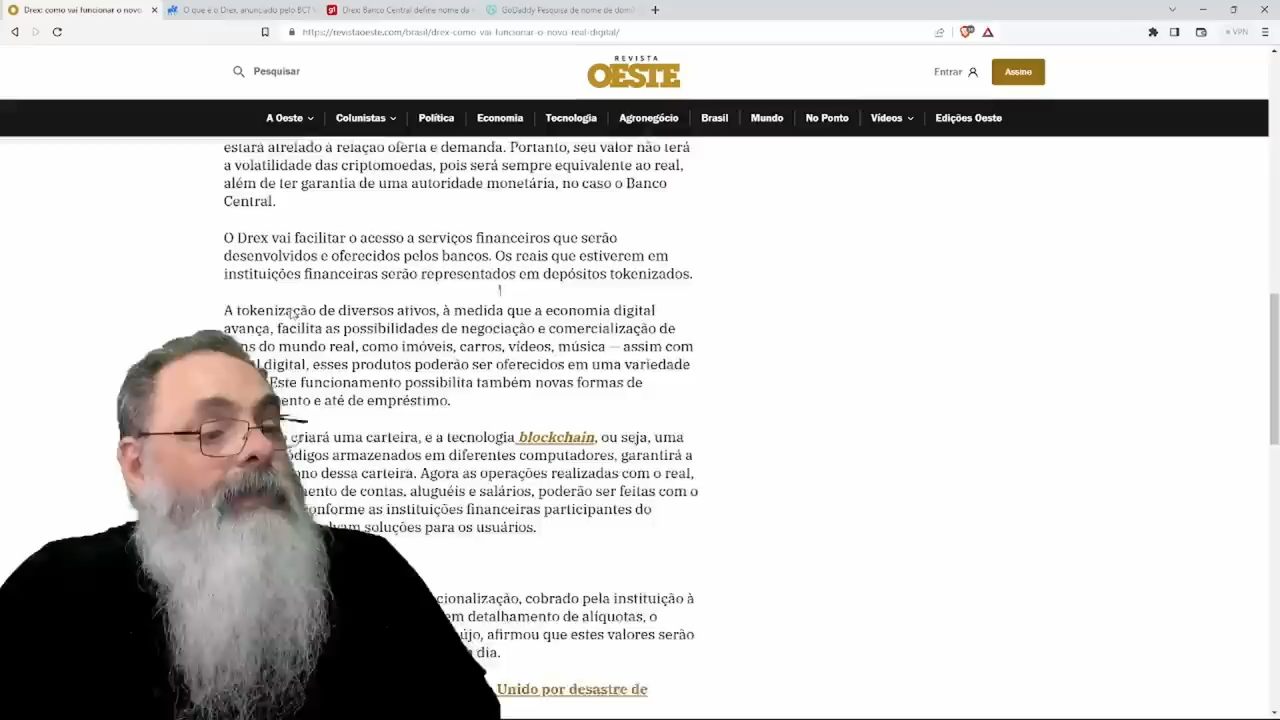 Drex: como vai funcionar o novo
O que é o Drex, anunciado pelo BC?
Drex: Banco Central define nome da
GoDaddy Pesquisa de nome de domí
https://revistaoeste.com/brasil/drex-como-vai-funcionar-o-novo-real-digital/
VPN
Pesquisar
REVISTA
OESTE
Entrar
Assine
A Oeste
Colunistas
Política
Economia
Tecnologia
Agronegócio
Brasil
Mundo
No Ponto
Vídeos
Edições Oeste
estará atrelado à relação oferta e demanda. Portanto, seu valor não terá
a volatilidade das criptomoedas, pois será sempre equivalente ao real,
além de ter garantia de uma autoridade monetária, no caso o Banco
Central.
O Drex vai facilitar o acesso a serviços financeiros que serão
desenvolvidos e oferecidos pelos bancos. Os reais que estiverem em
instituições financeiras serão representados em depósitos tokenizados.
A tokenização de diversos ativos, à medida que a economia digital
avança, facilita as possibilidades de negociação e comercialização de
ns do mundo real, como imóveis, carros, vídeos, música — assim com
l digital, esses produtos poderão ser oferecidos em uma variedade
Este funcionamento possibilita também novas formas de
ento e até de empréstimo.
criará uma carteira, e a tecnologia blockchain, ou seja, uma
digos armazenados em diferentes computadores, garantirá a
ono dessa carteira. Agora as operações realizadas com o real,
ento de contas, aluguéis e salários, poderão ser feitas com o
onforme as instituições financeiras participantes do
lvam soluções para os usuários.
cionalização, cobrado pela instituição à
em detalhamento de alíquotas, o
újo, afirmou que estes valores serão
dia.
Unido por desastre de